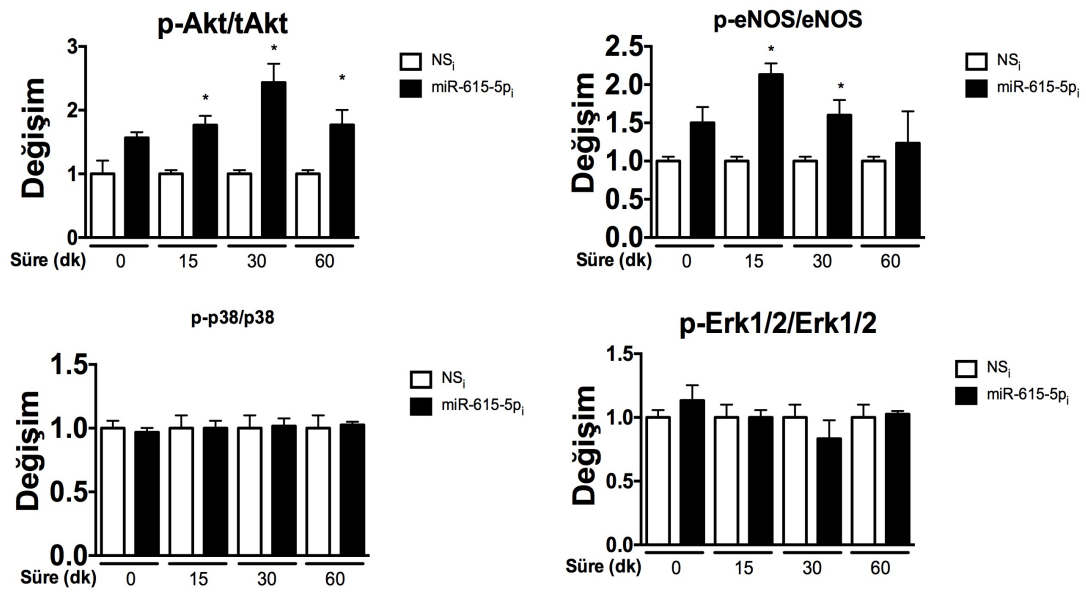 p-Akt/tAkt
Değişim
3
2
1
0
* * *
NSi
miR-615-5pi
Süre (dk) 0 15 30 60
p-eNOS/eNOS
Değişim
2.5
2.0
1.5
1.0
0.5
0.0
* *
NSi
miR-615-5pi
Süre (dk) 0 15 30 60
p-p38/p38
Değişim
1.5
1.0
0.5
0.0
NSi
miR-615-5pi
Süre (dk) 0 15 30 60
p-Erk1/2/Erk1/2
Değişim
1.5
1.0
0.5
0.0
NSi
miR-615-5pi
Süre (dk) 0 15 30 60